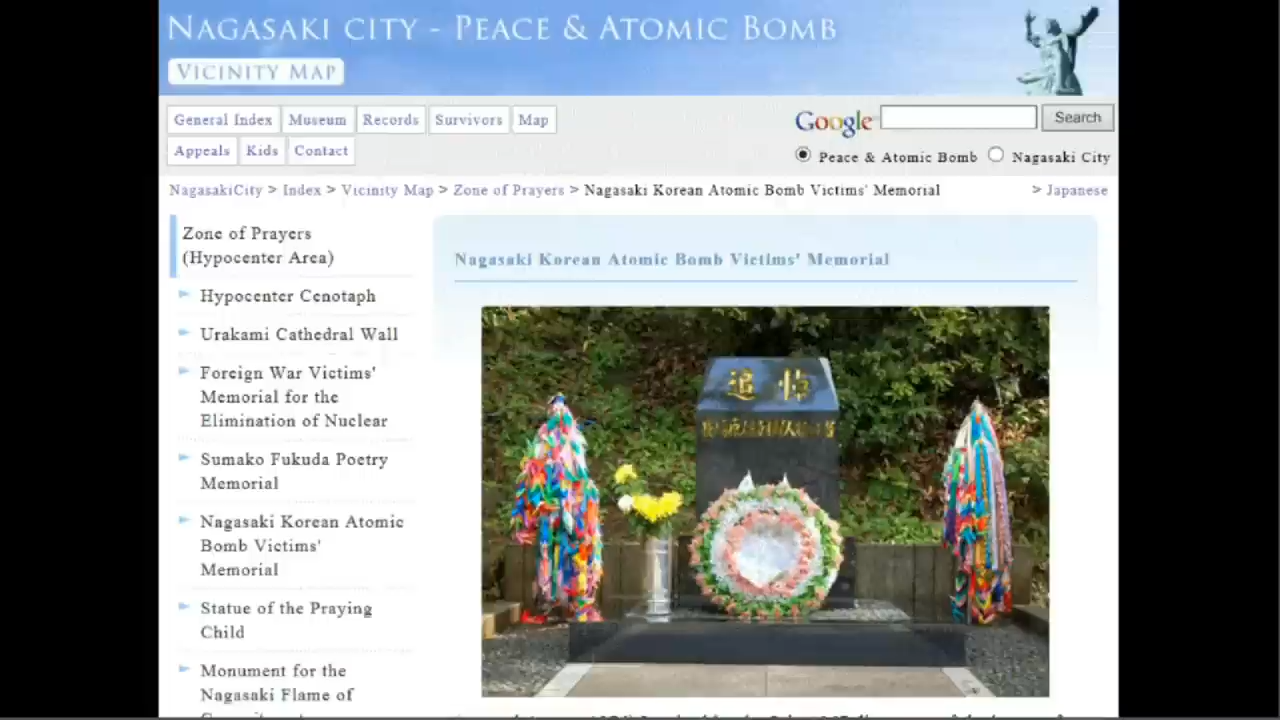 NAGASAKI CITY - PEACE & ATOMIC BOMB
VICINITY MAP
General Index Museum Records Survivors Map
Appeals Kids Contact
Google Search
Peace & Atomic Bomb Nagasaki City
NagasakiCity > Index > Vicinity Map > Zone of Prayers > Nagasaki Korean Atomic Bomb Victims' Memorial
> Japanese
Zone of Prayers
(Hypocenter Area)
Hypocenter Cenotaph
Urakami Cathedral Wall
Foreign War Victims'
Memorial for the
Elimination of Nuclear
Sumako Fukuda Poetry
Memorial
Nagasaki Korean Atomic
Bomb Victims'
Memorial
Statue of the Praying
Child
Monument for the
Nagasaki Flame of
Nagasaki Korean Atomic Bomb Victims' Memorial
追悼